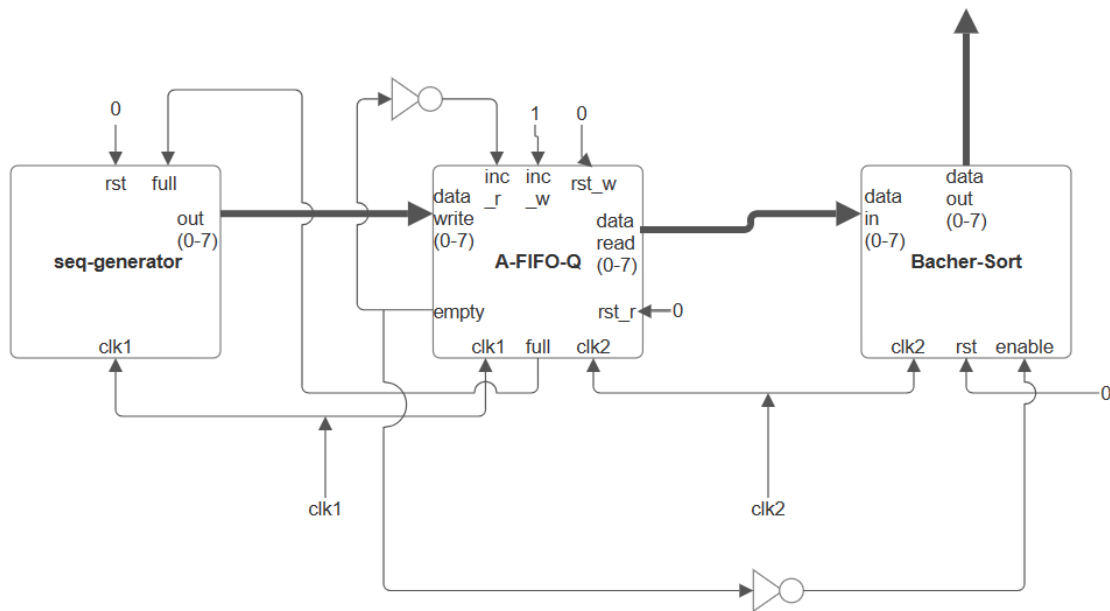 0
1
0
rst
full
out
(0-7)
seq-generator
clk1
inc
_r
inc
_w
rst_w
data
write
(0-7)
data
read
(0-7)
A-FIFO-Q
empty
rst_r
0
clk1
full
clk2
data
in
(0-7)
data
out
(0-7)
Bacher-Sort
clk2
rst
enable
0
clk1
clk2